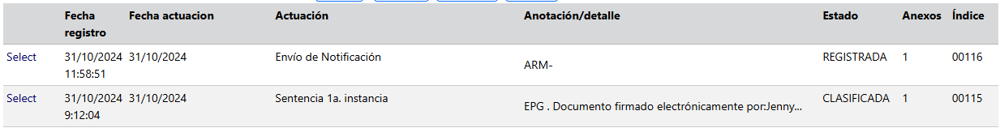 Fecha registro Fecha actuacion Actuación Anotación/detalle Estado Anexos Índice
Select 31/10/2024 11:58:51 31/10/2024 Envío de Notificación ARM- REGISTRADA 1 00116
Select 31/10/2024 9:12:04 31/10/2024 Sentencia 1a. instancia EPG . Documento firmado electrónicamente por:Jenny... CLASIFICADA 1 00115